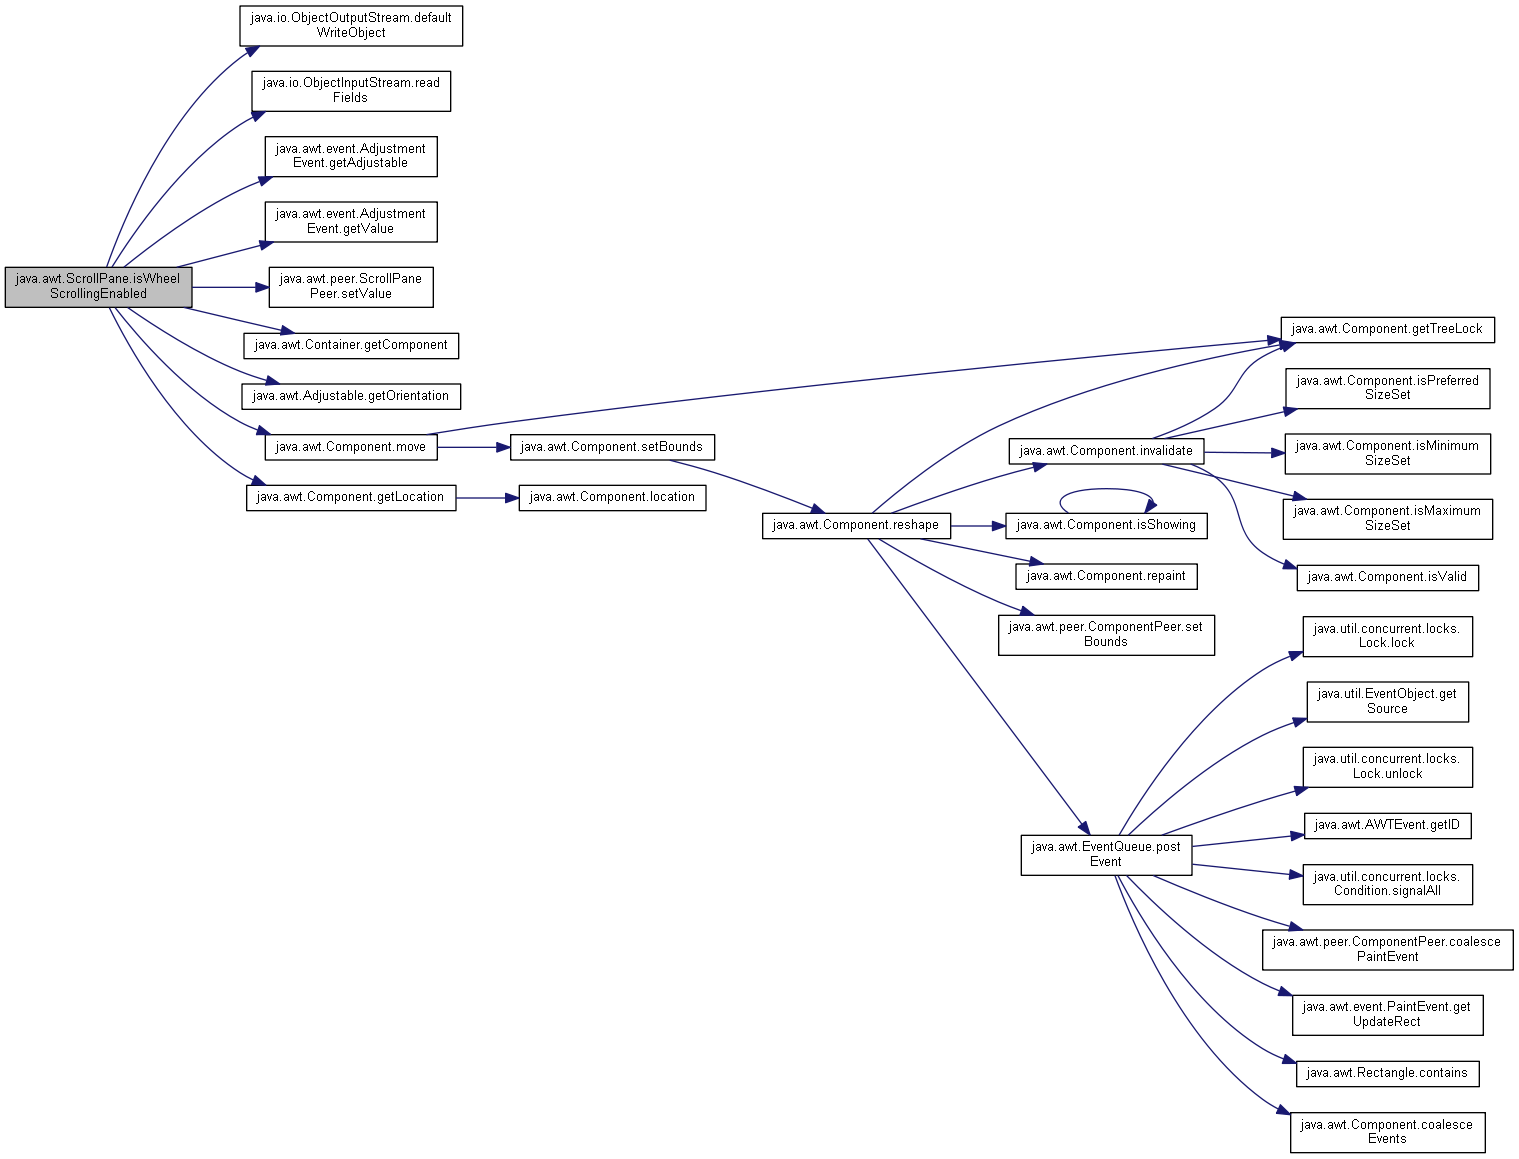 java.io.ObjectOutputStream.default
WriteObject
java.io.ObjectInputStream.read
Fields
java.awt.event.Adjustment
Event.getAdjustable
java.awt.event.Adjustment
Event.getValue
java.awt.ScrollPane.isWheel
ScrollingEnabled
java.awt.peer.ScrollPane
Peer.setValue
java.awt.Container.getComponent
java.awt.Adjustable.getOrientation
java.awt.Component.move
java.awt.Component.getLocation
java.awt.Component.setBounds
java.awt.Component.location
java.awt.Component.reshape
java.awt.Component.invalidate
java.awt.Component.isShowing
java.awt.Component.repaint
java.awt.peer.ComponentPeer.set
Bounds
java.awt.EventQueue.post
Event
java.awt.Component.getTreeLock
java.awt.Component.isPreferred
SizeSet
java.awt.Component.isMinimum
SizeSet
java.awt.Component.isMaximum
SizeSet
java.awt.Component.isValid
java.util.concurrent.locks.
Lock.lock
java.util.EventObject.get
Source
java.util.concurrent.locks.
Lock.unlock
java.awt.AWTEvent.getID
java.util.concurrent.locks.
Condition.signalAll
java.awt.peer.ComponentPeer.coalesce
PaintEvent
java.awt.event.PaintEvent.get
UpdateRect
java.awt.Rectangle.contains
java.awt.Component.coalesce
Events